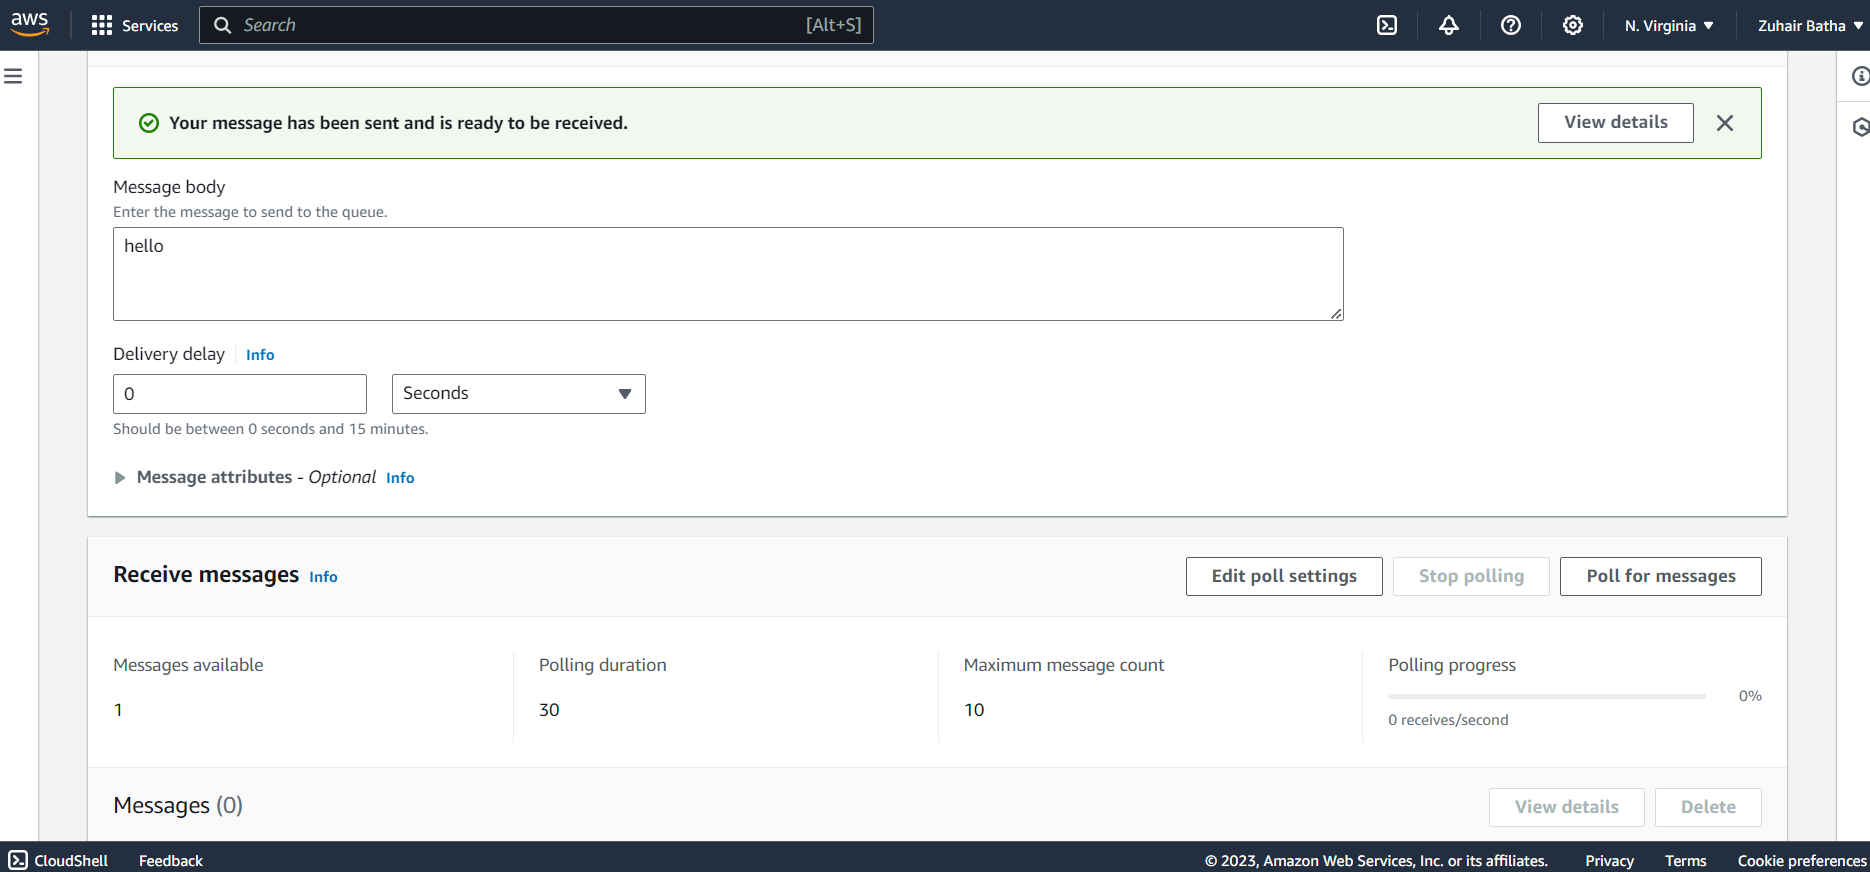 aws
Services
Search
[Alt+S]
N. Virginia
Zuhair Batha
Your message has been sent and is ready to be received.
View details
Message body
Enter the message to send to the queue.
hello
Delivery delay
Info
0
Seconds
Should be between 0 seconds and 15 minutes.
Message attributes - Optional
Info
Receive messages
Info
Edit poll settings
Stop polling
Poll for messages
Messages available
1
Polling duration
30
Maximum message count
10
Polling progress
0%
0 receives/second
Messages (0)
View details
Delete
CloudShell
Feedback
© 2023, Amazon Web Services, Inc. or its affiliates.
Privacy
Terms
Cookie preferences